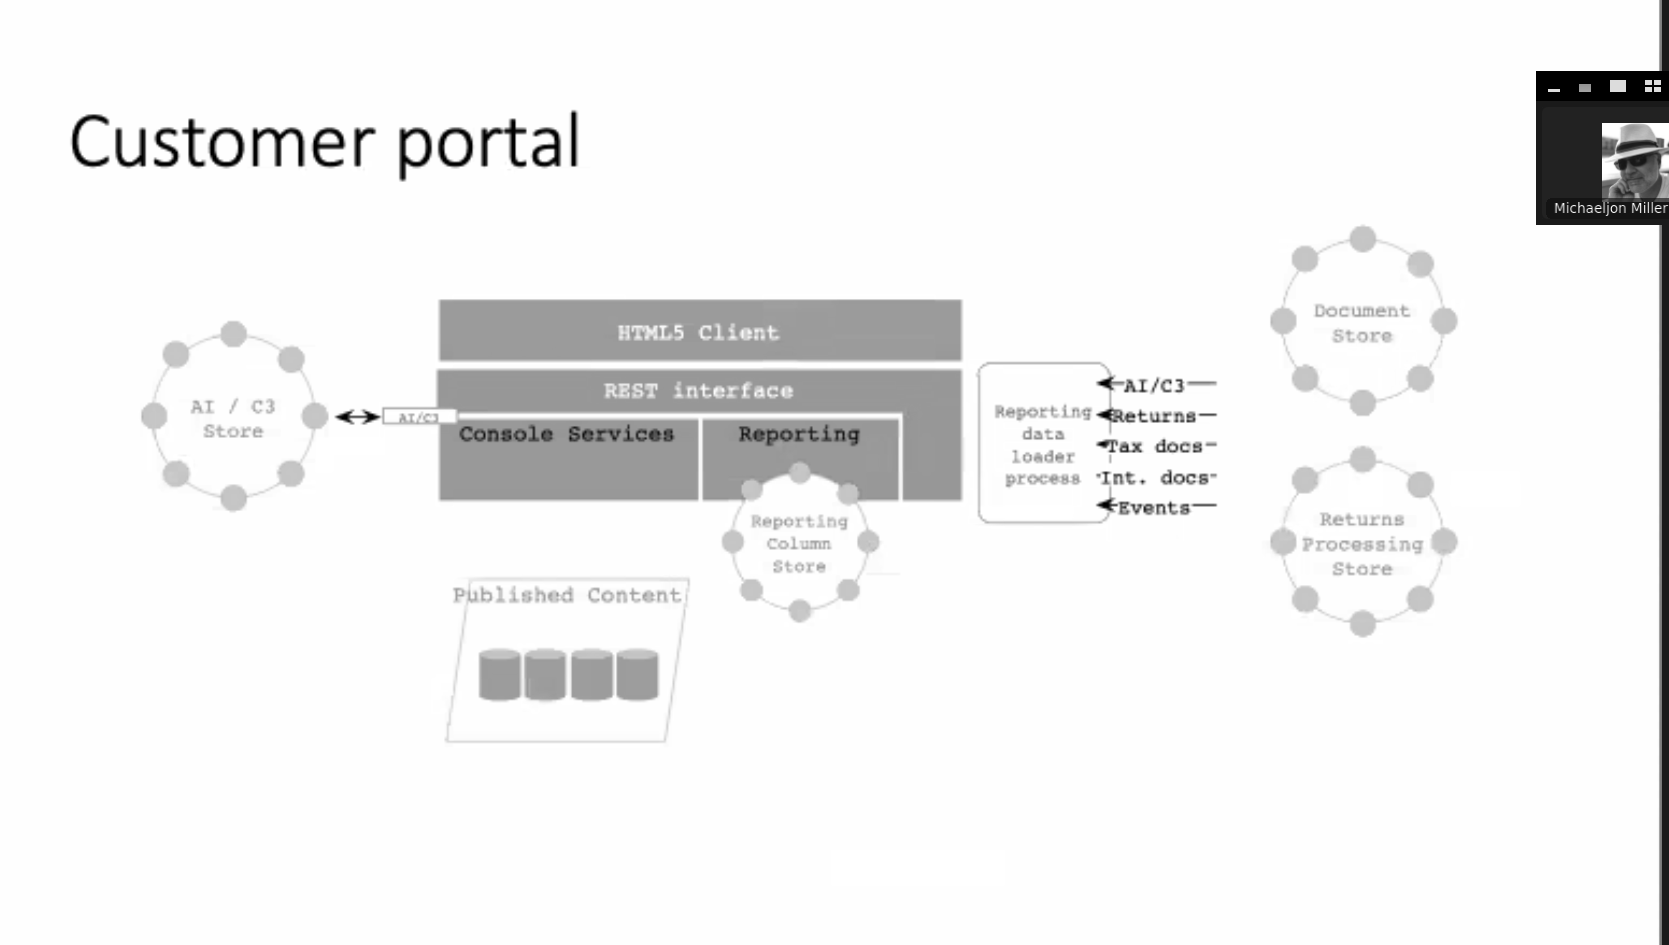 Customer portal
Michaeljon Miller
HTML5 Client
REST interface
AI/C3
Console Services
Reporting
AI / C3
Store
Reporting
Column
Store
Published Content
Reporting
data
loader
process
AI/C3
Returns
Tax docs
Int. docs
Events
Document
Store
Returns
Processing
Store